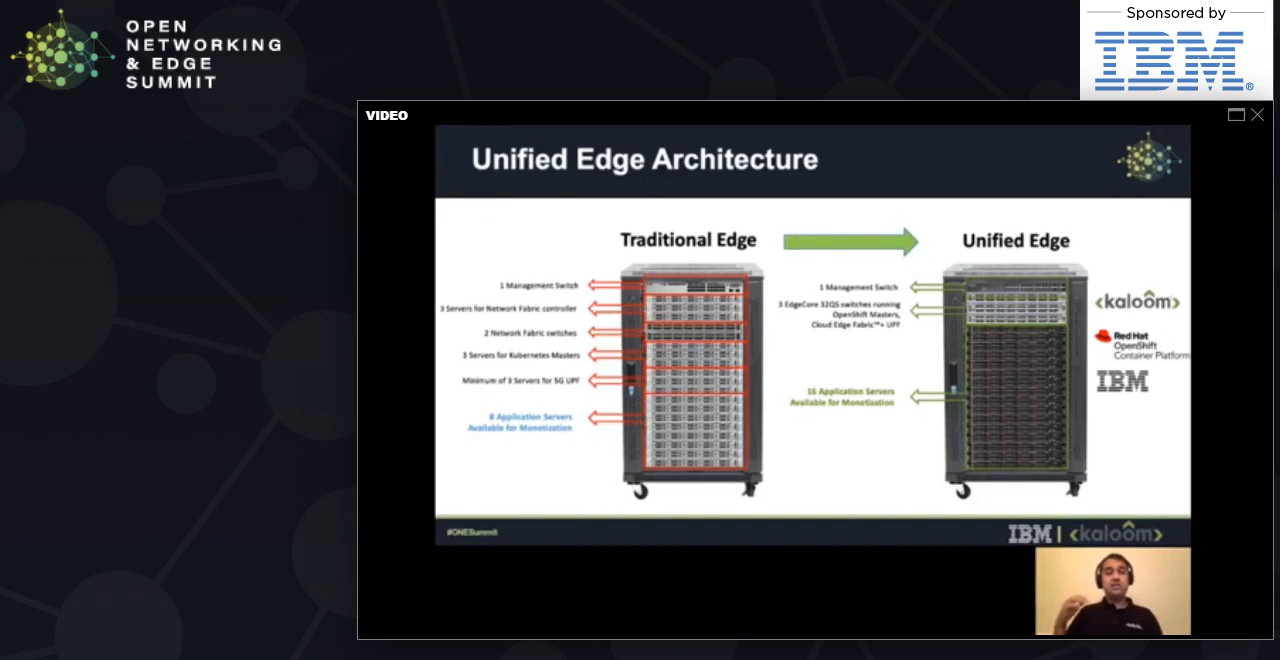 OPEN
NETWORKING
& EDGE
SUMMIT
Sponsored by
IBM®
VIDEO
Unified Edge Architecture
Traditional Edge
Unified Edge
1 Management Switch
3 Servers for Network Fabric controller
2 Network Fabric switches
3 Servers for Kubernetes Masters
Minimum of 3 Servers for 5G UPF
8 Application Servers
Available for Monetization
1 Management Switch
3 EdgeCore 32QS switches running
OpenShift Masters,
Cloud Edge Fabric™+ UPF
16 Application Servers
Available for Monetization
<kaloom>
Red Hat
OpenShift
Container Platform
IBM
#ONESummit
IBM | <kaloom>